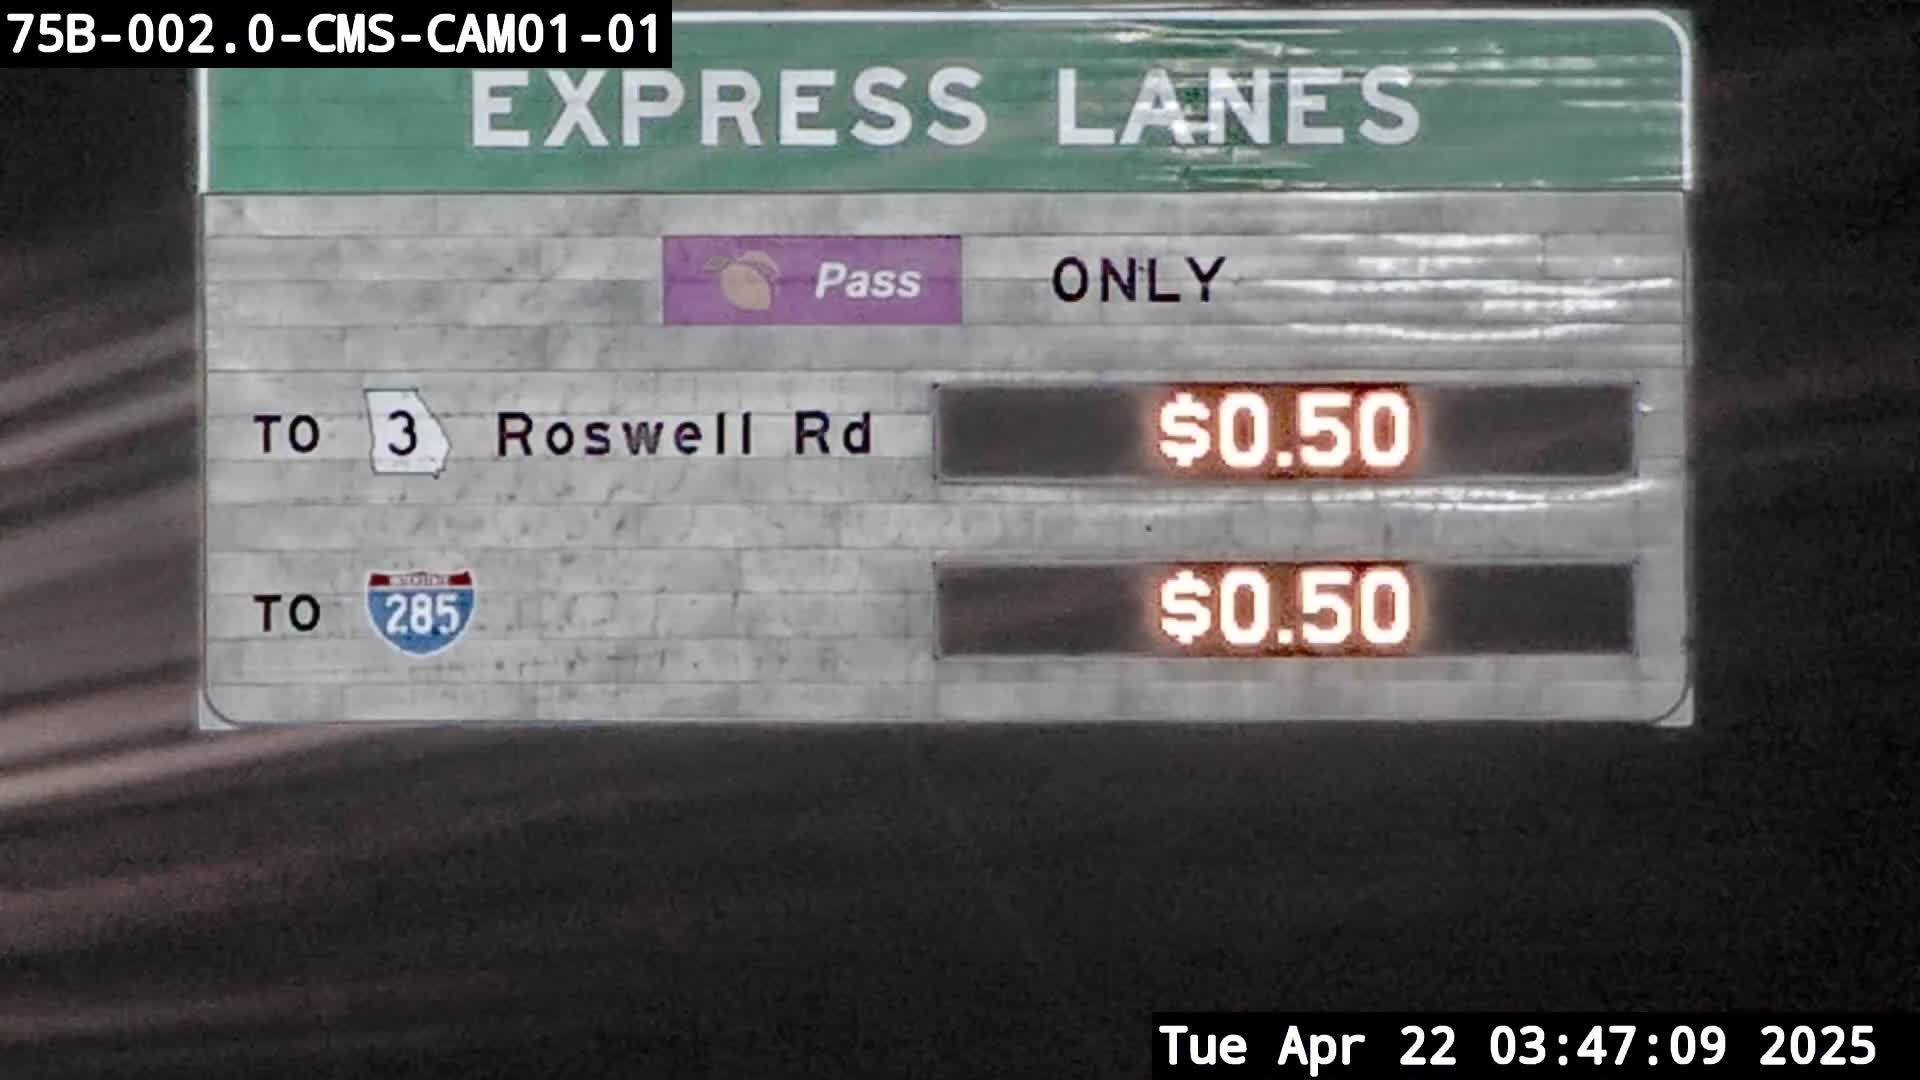 75B-002.0-CMS-CAM01-01
EXPRESS LANES
Pass ONLY
TO 3 Roswell Rd $0.50
INTERSTATE
TO 285 $0.50
Tue Apr 22 03:47:09 2025